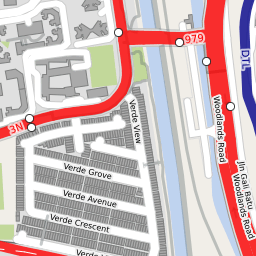 979
DTL
3N
Verde View
Woodlands Road
Verde Grove
Verde Avenue
Verde Crescent
Jln Gali Batu
Woodlands Road